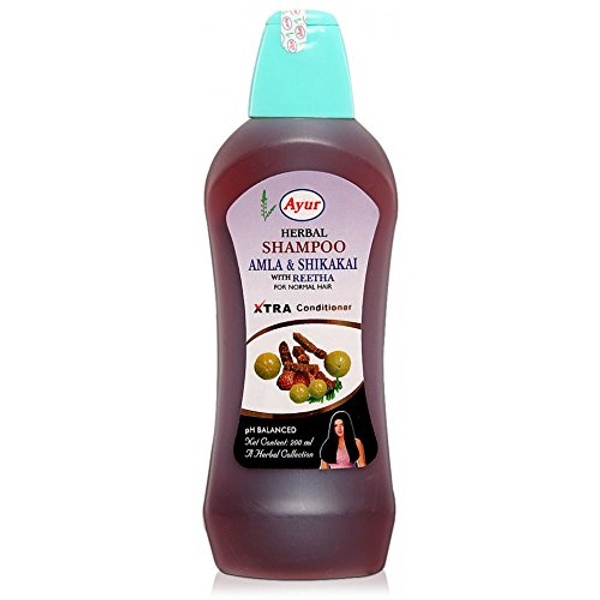 Ayur
HERBAL
SHAMPOO
AMLA & SHIKAKAI
WITH REETHA
FOR NORMAL HAIR
XTRA Conditioner
pH BALANCED
Net Content: 200 ml
A Herbal Collection